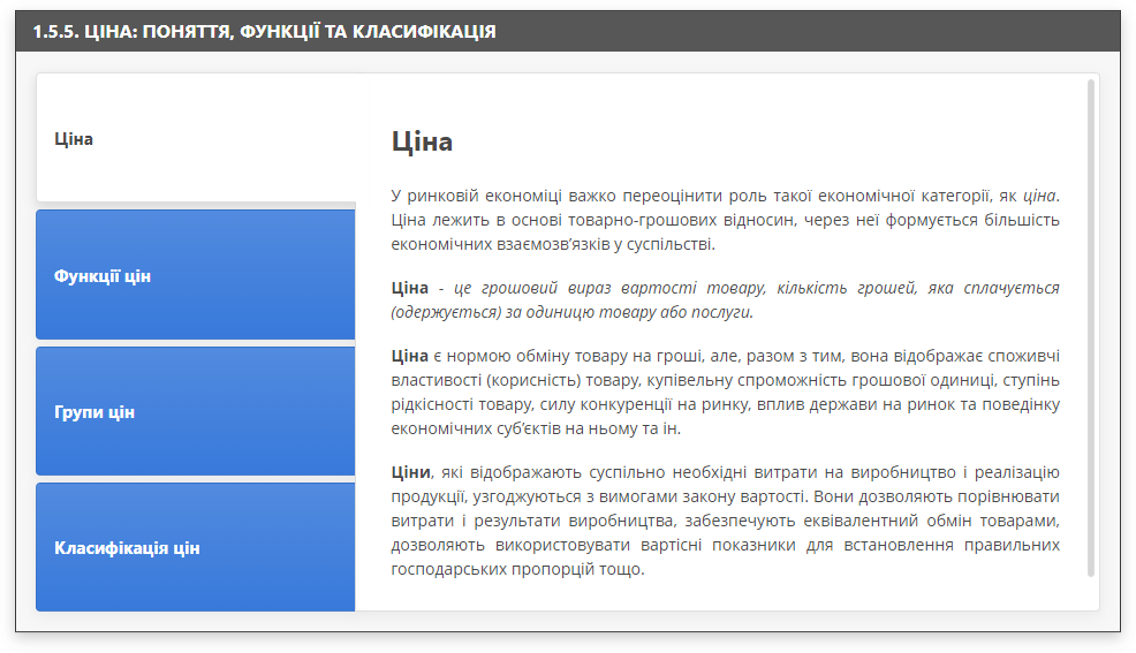 1.5.5. ЦІНА: ПОНЯТТЯ, ФУНКЦІЇ ТА КЛАСИФІКАЦІЯ
Ціна
Функції цін
Групи цін
Класифікація цін
Ціна
У ринковій економіці важко переоцінити роль такої економічної категорії, як ціна.
Ціна лежить в основі товарно-грошових відносин, через неї формується більшість
економічних взаємозв’язків у суспільстві.
Ціна - це грошовий вираз вартості товару, кількість грошей, яка сплачується
(одержується) за одиницю товару або послуги.
Ціна є нормою обміну товару на гроші, але, разом з тим, вона відображає споживчі
властивості (корисність) товару, купівельну спроможність грошової одиниці, ступінь
рідкісності товару, силу конкуренції на ринку, вплив держави на ринок та поведінку
економічних суб’єктів на ньому та ін.
Ціни, які відображають суспільно необхідні витрати на виробництво і реалізацію
продукції, узгоджуються з вимогами закону вартості. Вони дозволяють порівнювати
витрати і результати виробництва, забезпечують еквівалентний обмін товарами,
дозволяють використовувати вартісні показники для встановлення правильних
господарських пропорцій тощо.